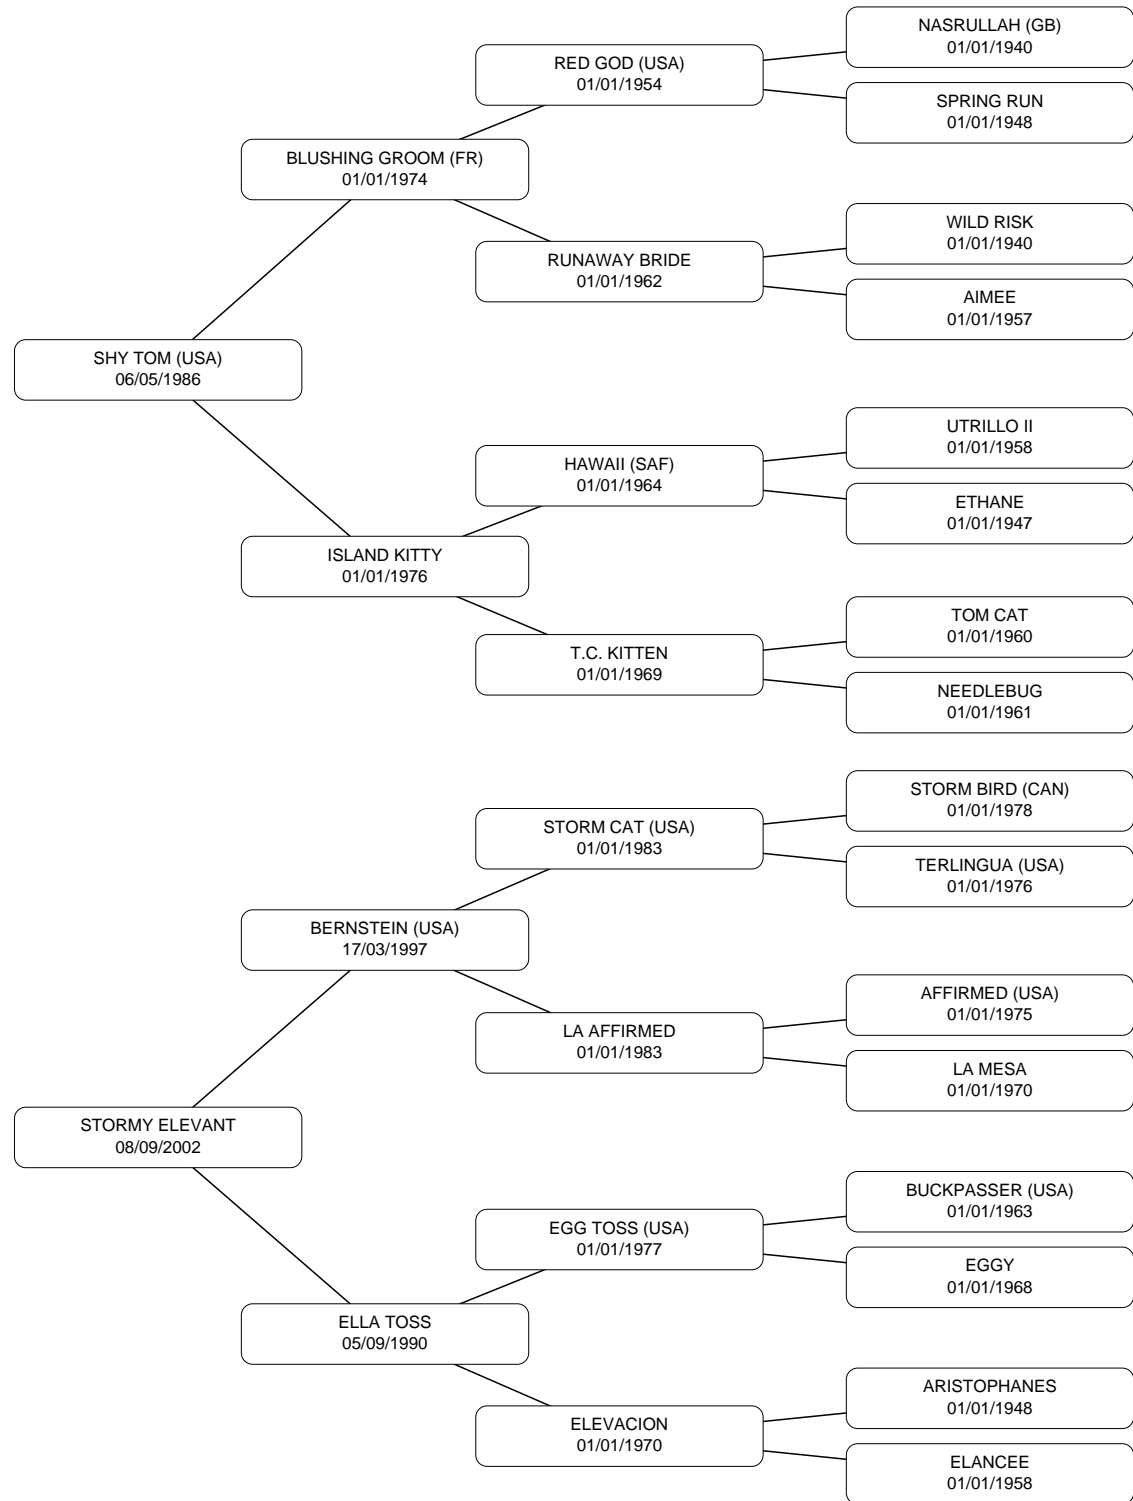 NASRULLAH (GB)
01/01/1940
RED GOD (USA)
01/01/1954
SPRING RUN
01/01/1948
BLUSHING GROOM (FR)
01/01/1974
WILD RISK
01/01/1940
RUNAWAY BRIDE
01/01/1962
AIMEE
01/01/1957
SHY TOM (USA)
06/05/1986
UTRILLO II
01/01/1958
HAWAII (SAF)
01/01/1964
ETHANE
01/01/1947
ISLAND KITTY
01/01/1976
TOM CAT
01/01/1960
T.C. KITTEN
01/01/1969
NEEDLEBUG
01/01/1961
STORM BIRD (CAN)
01/01/1978
STORM CAT (USA)
01/01/1983
TERLINGUA (USA)
01/01/1976
BERNSTEIN (USA)
17/03/1997
AFFIRMED (USA)
01/01/1975
LA AFFIRMED
01/01/1983
LA MESA
01/01/1970
STORMY ELEVANT
08/09/2002
BUCKPASSER (USA)
01/01/1963
EGG TOSS (USA)
01/01/1977
EGGY
01/01/1968
ELLA TOSS
05/09/1990
ARISTOPHANES
01/01/1948
ELEVACION
01/01/1970
ELANCEE
01/01/1958